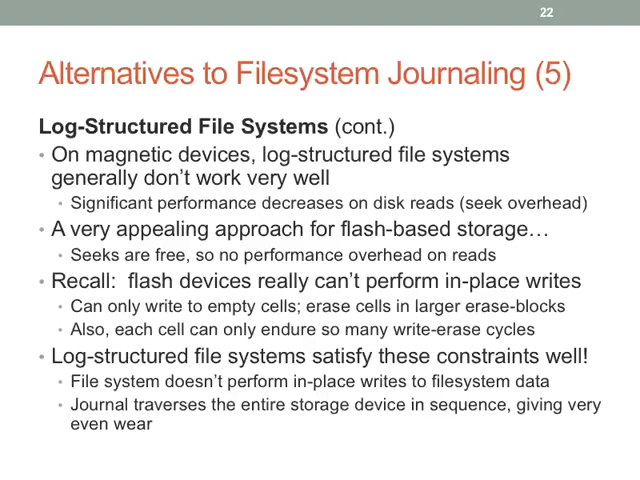 22
Alternatives to Filesystem Journaling (5)
Log-Structured File Systems (cont.)
• On magnetic devices, log-structured file systems
generally don't work very well
• Significant performance decreases on disk reads (seek overhead)
• A very appealing approach for flash-based storage…
• Seeks are free, so no performance overhead on reads
• Recall:  flash devices really can't perform in-place writes
• Can only write to empty cells; erase cells in larger erase-blocks
• Also, each cell can only endure so many write-erase cycles
• Log-structured file systems satisfy these constraints well!
• File system doesn't perform in-place writes to filesystem data
• Journal traverses the entire storage device in sequence, giving very
even wear